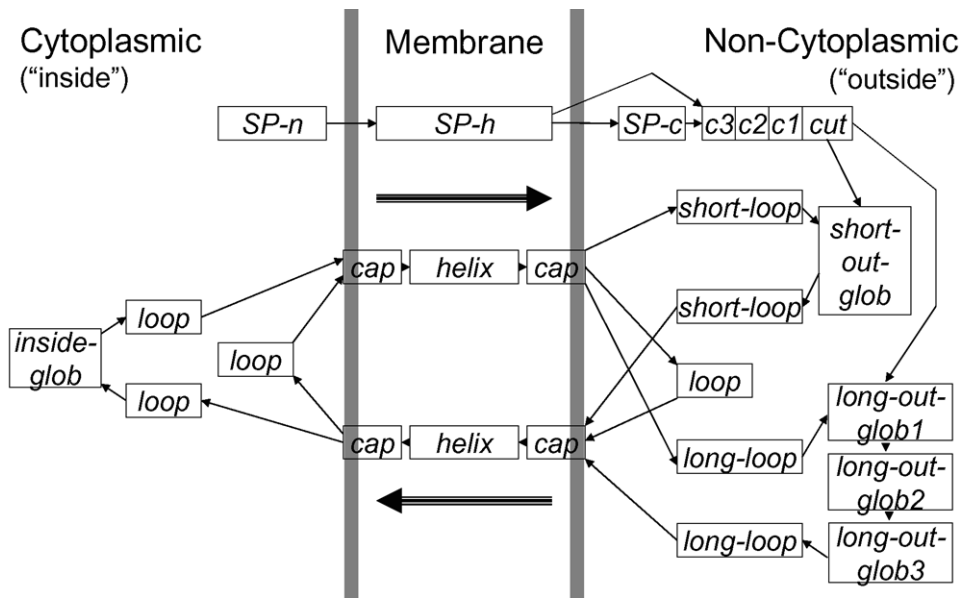 Cytoplasmic
("inside")
Membrane
Non-Cytoplasmic
("outside")
SP-n
SP-h
SP-c
c3
c2
c1
cut
short-loop
short-
out-
glob
cap
helix
cap
loop
short-loop
inside-
glob
loop
loop
loop
long-out-
glob1
cap
helix
cap
long-loop
long-out-
glob2
long-loop
long-out-
glob3